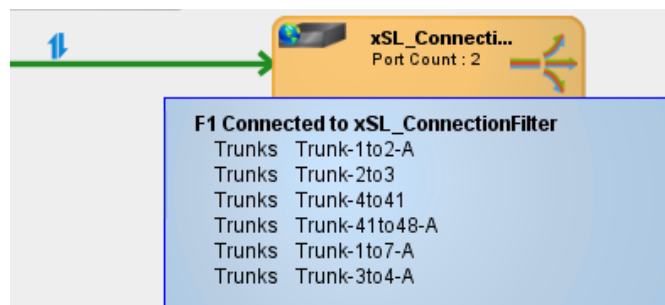 xSL_Connecti...
Port Count : 2
F1 Connected to xSL_ConnectionFilter
Trunks Trunk-1to2-A
Trunks Trunk-2to3
Trunks Trunk-4to41
Trunks Trunk-41to48-A
Trunks Trunk-1to7-A
Trunks Trunk-3to4-A